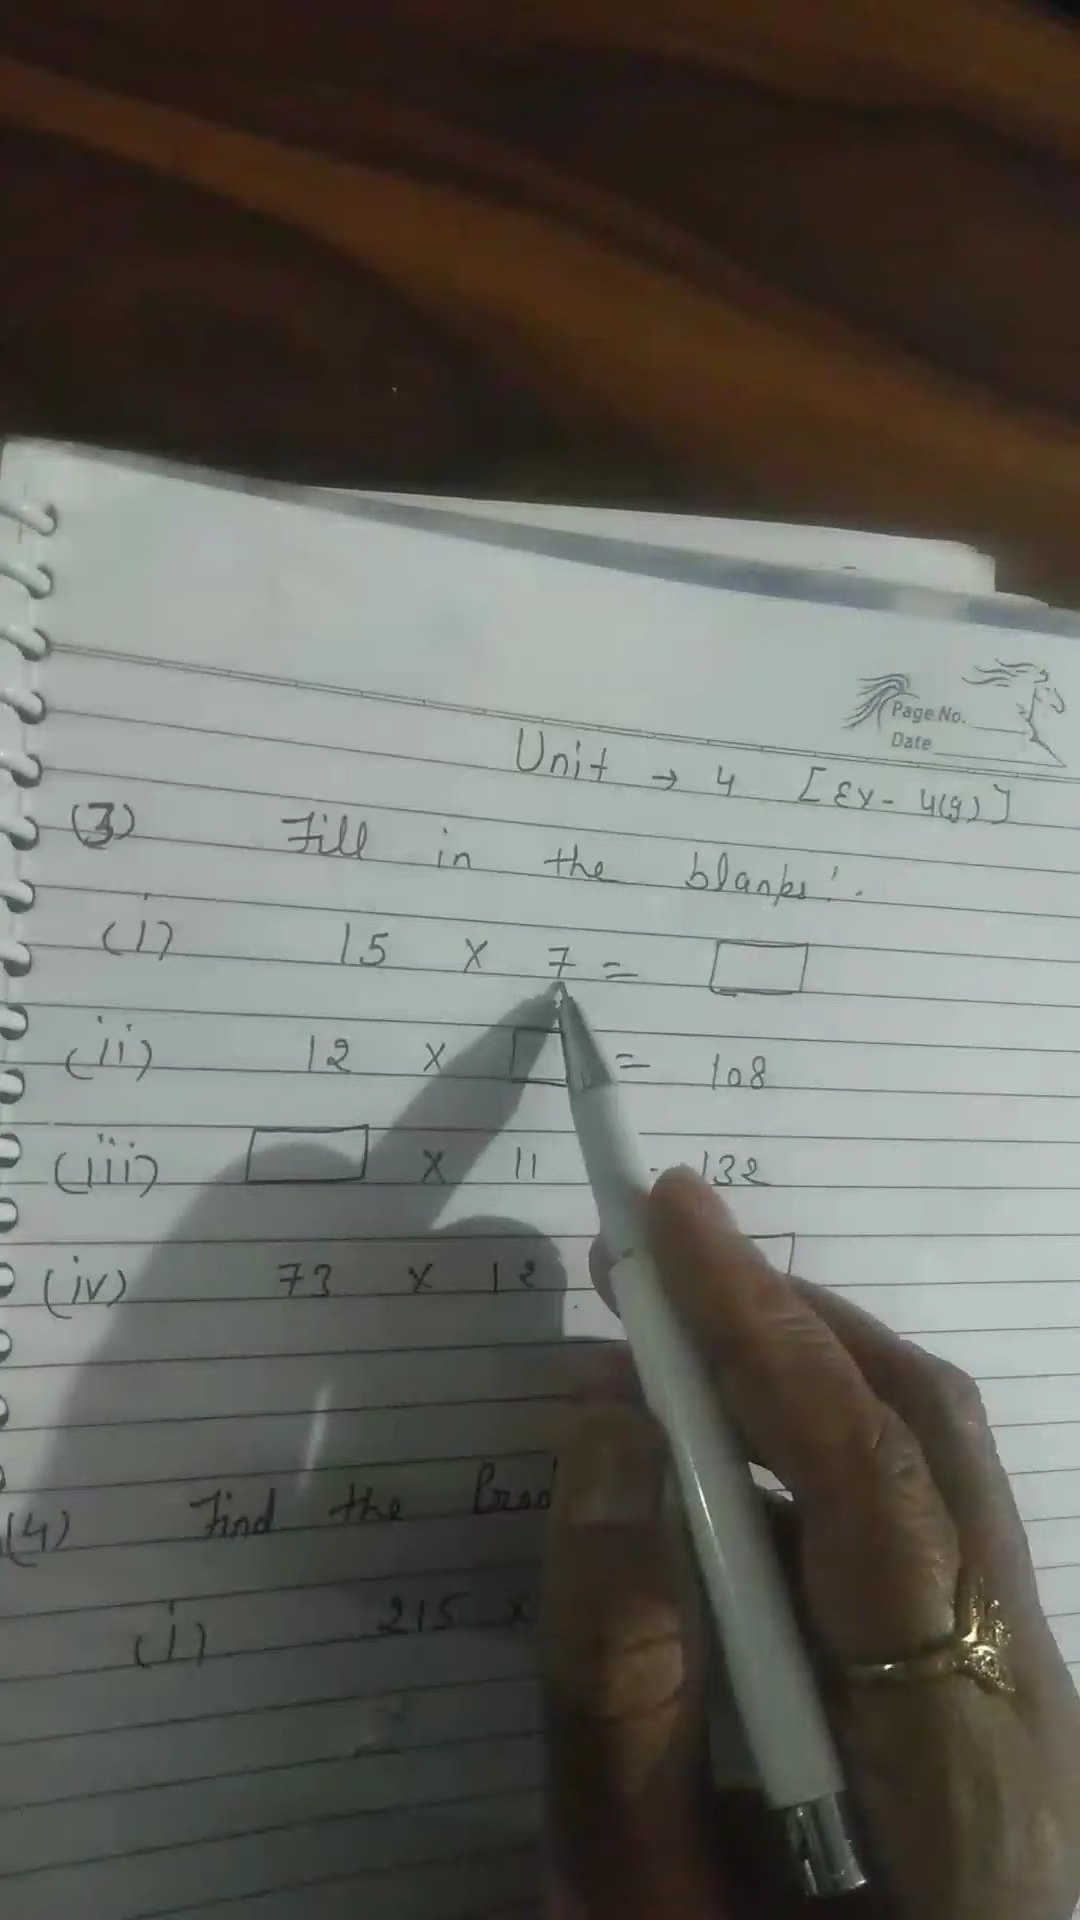 Page No.
Date
Unit → 4 [Ex- 4(g)]
(3) Fill in the blanks:
(i) 15 x 7 =
(ii) 12 x = 108
(iii) x 11 132
(iv) 73 x 12
(4) Find the
(i) 215 x